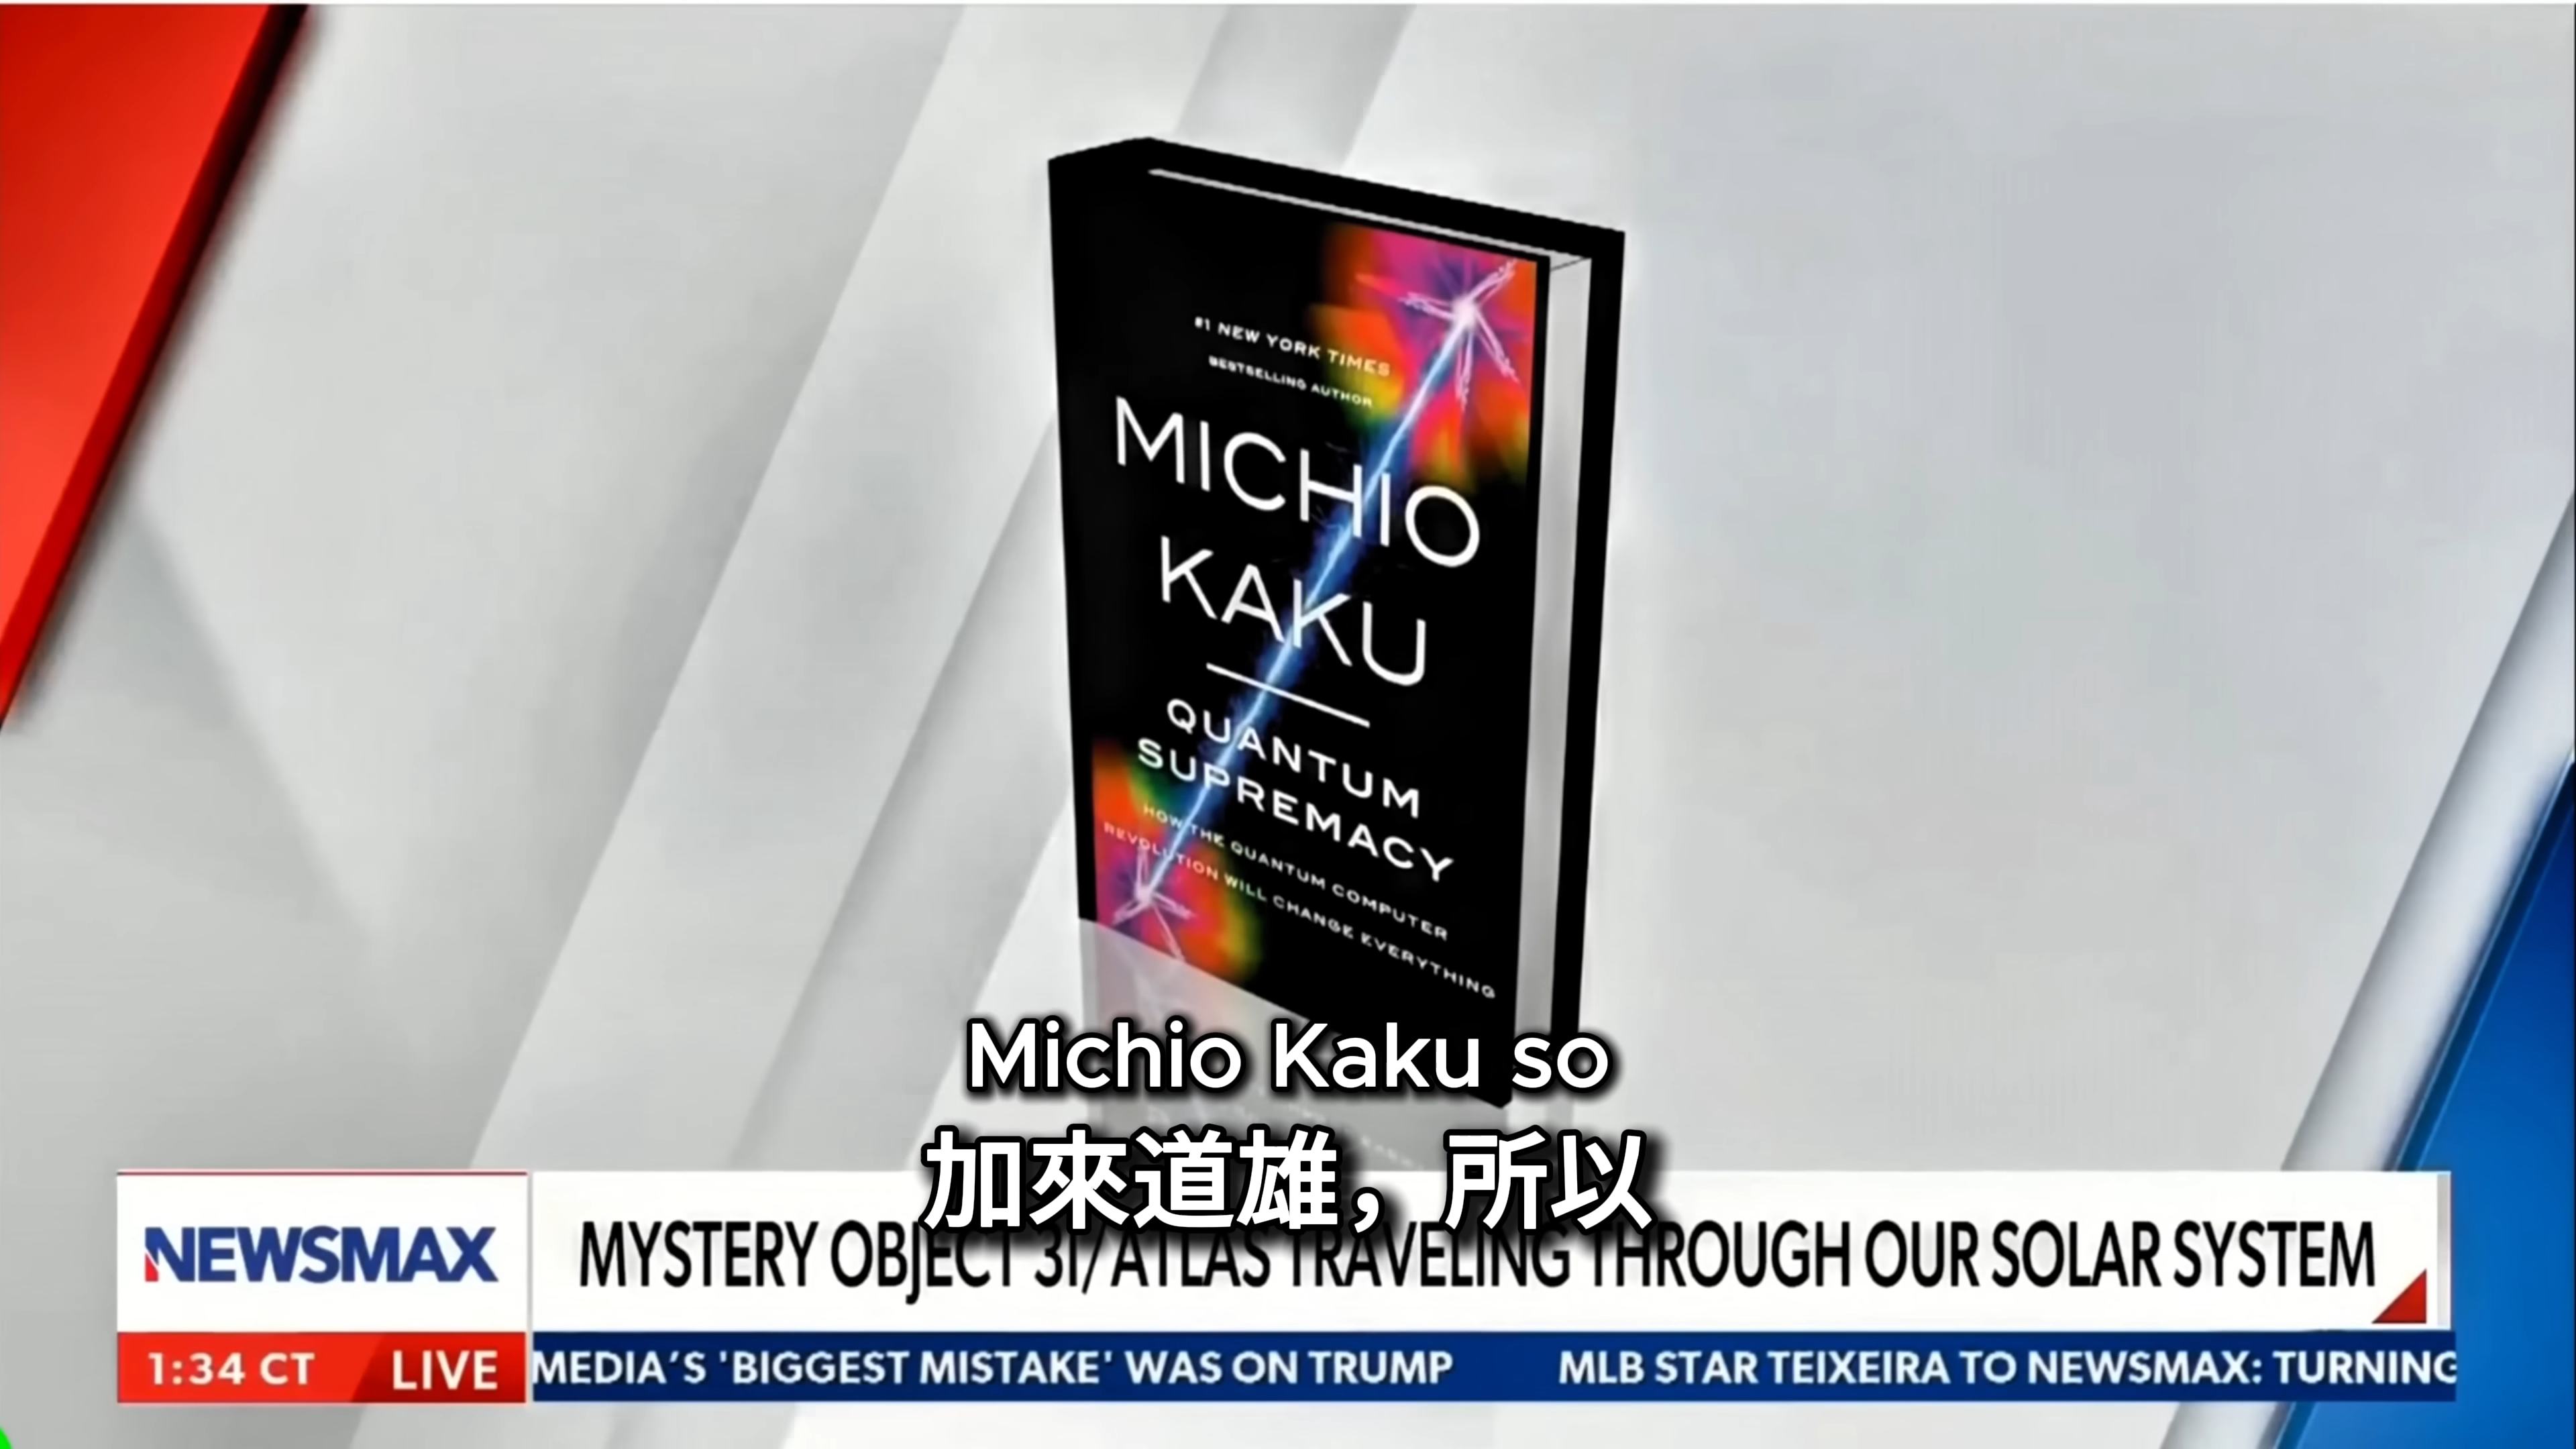 #1 NEW YORK TIMES
BESTSELLING AUTHOR
MICHIO
KAKU
QUANTUM
SUPREMACY
HOW THE QUANTUM COMPUTER
REVOLUTION WILL CHANGE EVERYTHING
Michio Kaku so
加來道雄，所以
NEWSMAX
MYSTERY OBJECT 3I/ATLAS TRAVELING THROUGH OUR SOLAR SYSTEM
1:34 CT LIVE
MEDIA'S 'BIGGEST MISTAKE' WAS ON TRUMP MLB STAR TEIXEIRA TO NEWSMAX: TURNING